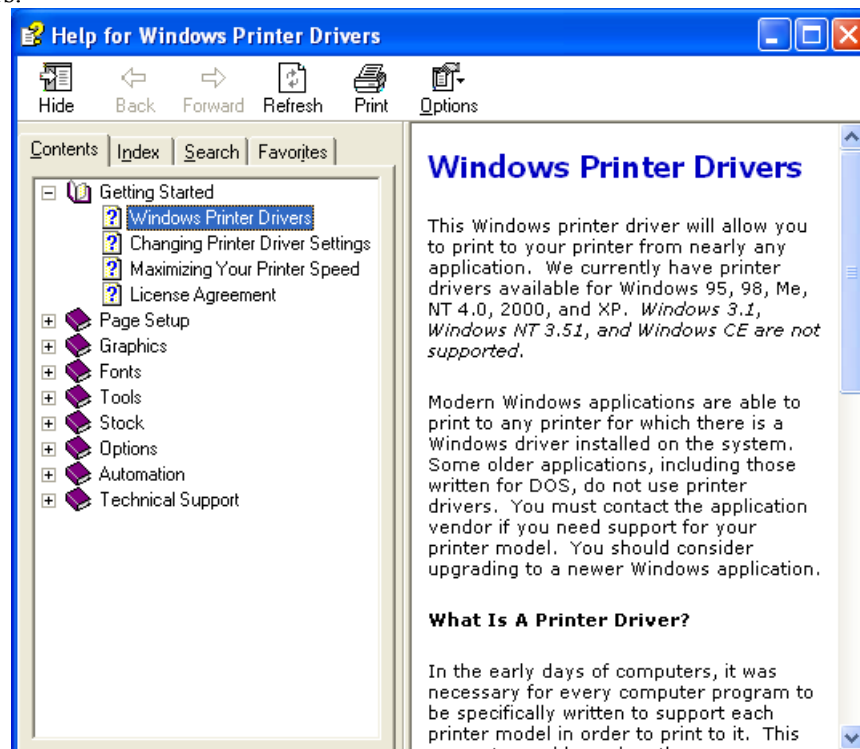 s.
Help for Windows Printer Drivers
Hide Back Forward Refresh Print Options
Contents Index Search Favorites
Getting Started
Windows Printer Drivers
Changing Printer Driver Settings
Maximizing Your Printer Speed
License Agreement
Page Setup
Graphics
Fonts
Tools
Stock
Options
Automation
Technical Support
Windows Printer Drivers
This Windows printer driver will allow you
to print to your printer from nearly any
application. We currently have printer
drivers available for Windows 95, 98, Me,
NT 4.0, 2000, and XP. Windows 3.1,
Windows NT 3.51, and Windows CE are not
supported.
Modern Windows applications are able to
print to any printer for which there is a
Windows driver installed on the system.
Some older applications, including those
written for DOS, do not use printer
drivers. You must contact the application
vendor if you need support for your
printer model. You should consider
upgrading to a newer Windows application.
What Is A Printer Driver?
In the early days of computers, it was
necessary for every computer program to
be specifically written to support each
printer model in order to print to it. This